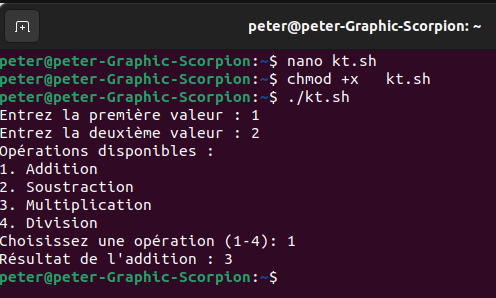 peter@peter-Graphic-Scorpion: ~
peter@peter-Graphic-Scorpion:~$ nano kt.sh
peter@peter-Graphic-Scorpion:~$ chmod +x   kt.sh
peter@peter-Graphic-Scorpion:~$ ./kt.sh
Entrez la première valeur : 1
Entrez la deuxième valeur : 2
Opérations disponibles :
1. Addition
2. Soustraction
3. Multiplication
4. Division
Choisissez une opération (1-4): 1
Résultat de l'addition : 3
peter@peter-Graphic-Scorpion:~$